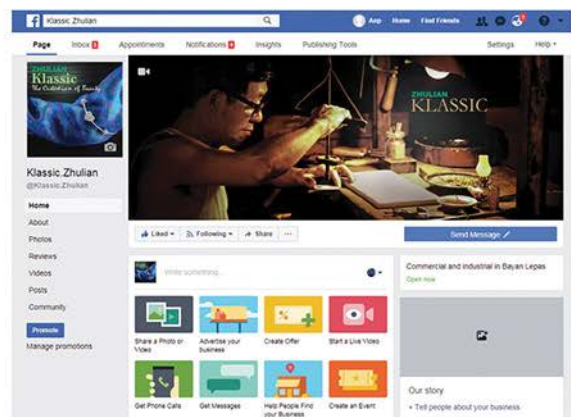 Klassic Zhulian
Aop Home Find Friends
Page Inbox 3 Appointments Notifications 4 Insights Publishing Tools Settings Help
ZHULIAN
Klassic
The Custodian of Beauty
ZHULIAN
KLASSIC
Klassic.Zhulian
@Klassic.Zhulian
Home
About
Photos
Reviews
Videos
Posts
Community
Promote
Manage promotions
Liked Following Share ...
Send Message
Write something...
Share a Photo or
Video
Advertise your
business
Create Offer
Start a Live Video
Get Phone Calls
Get Messages
Help People Find
your Business
Create an Event
Commercial and industrial in Bayan Lepas
Open now
Our story
+ Tell people about your business